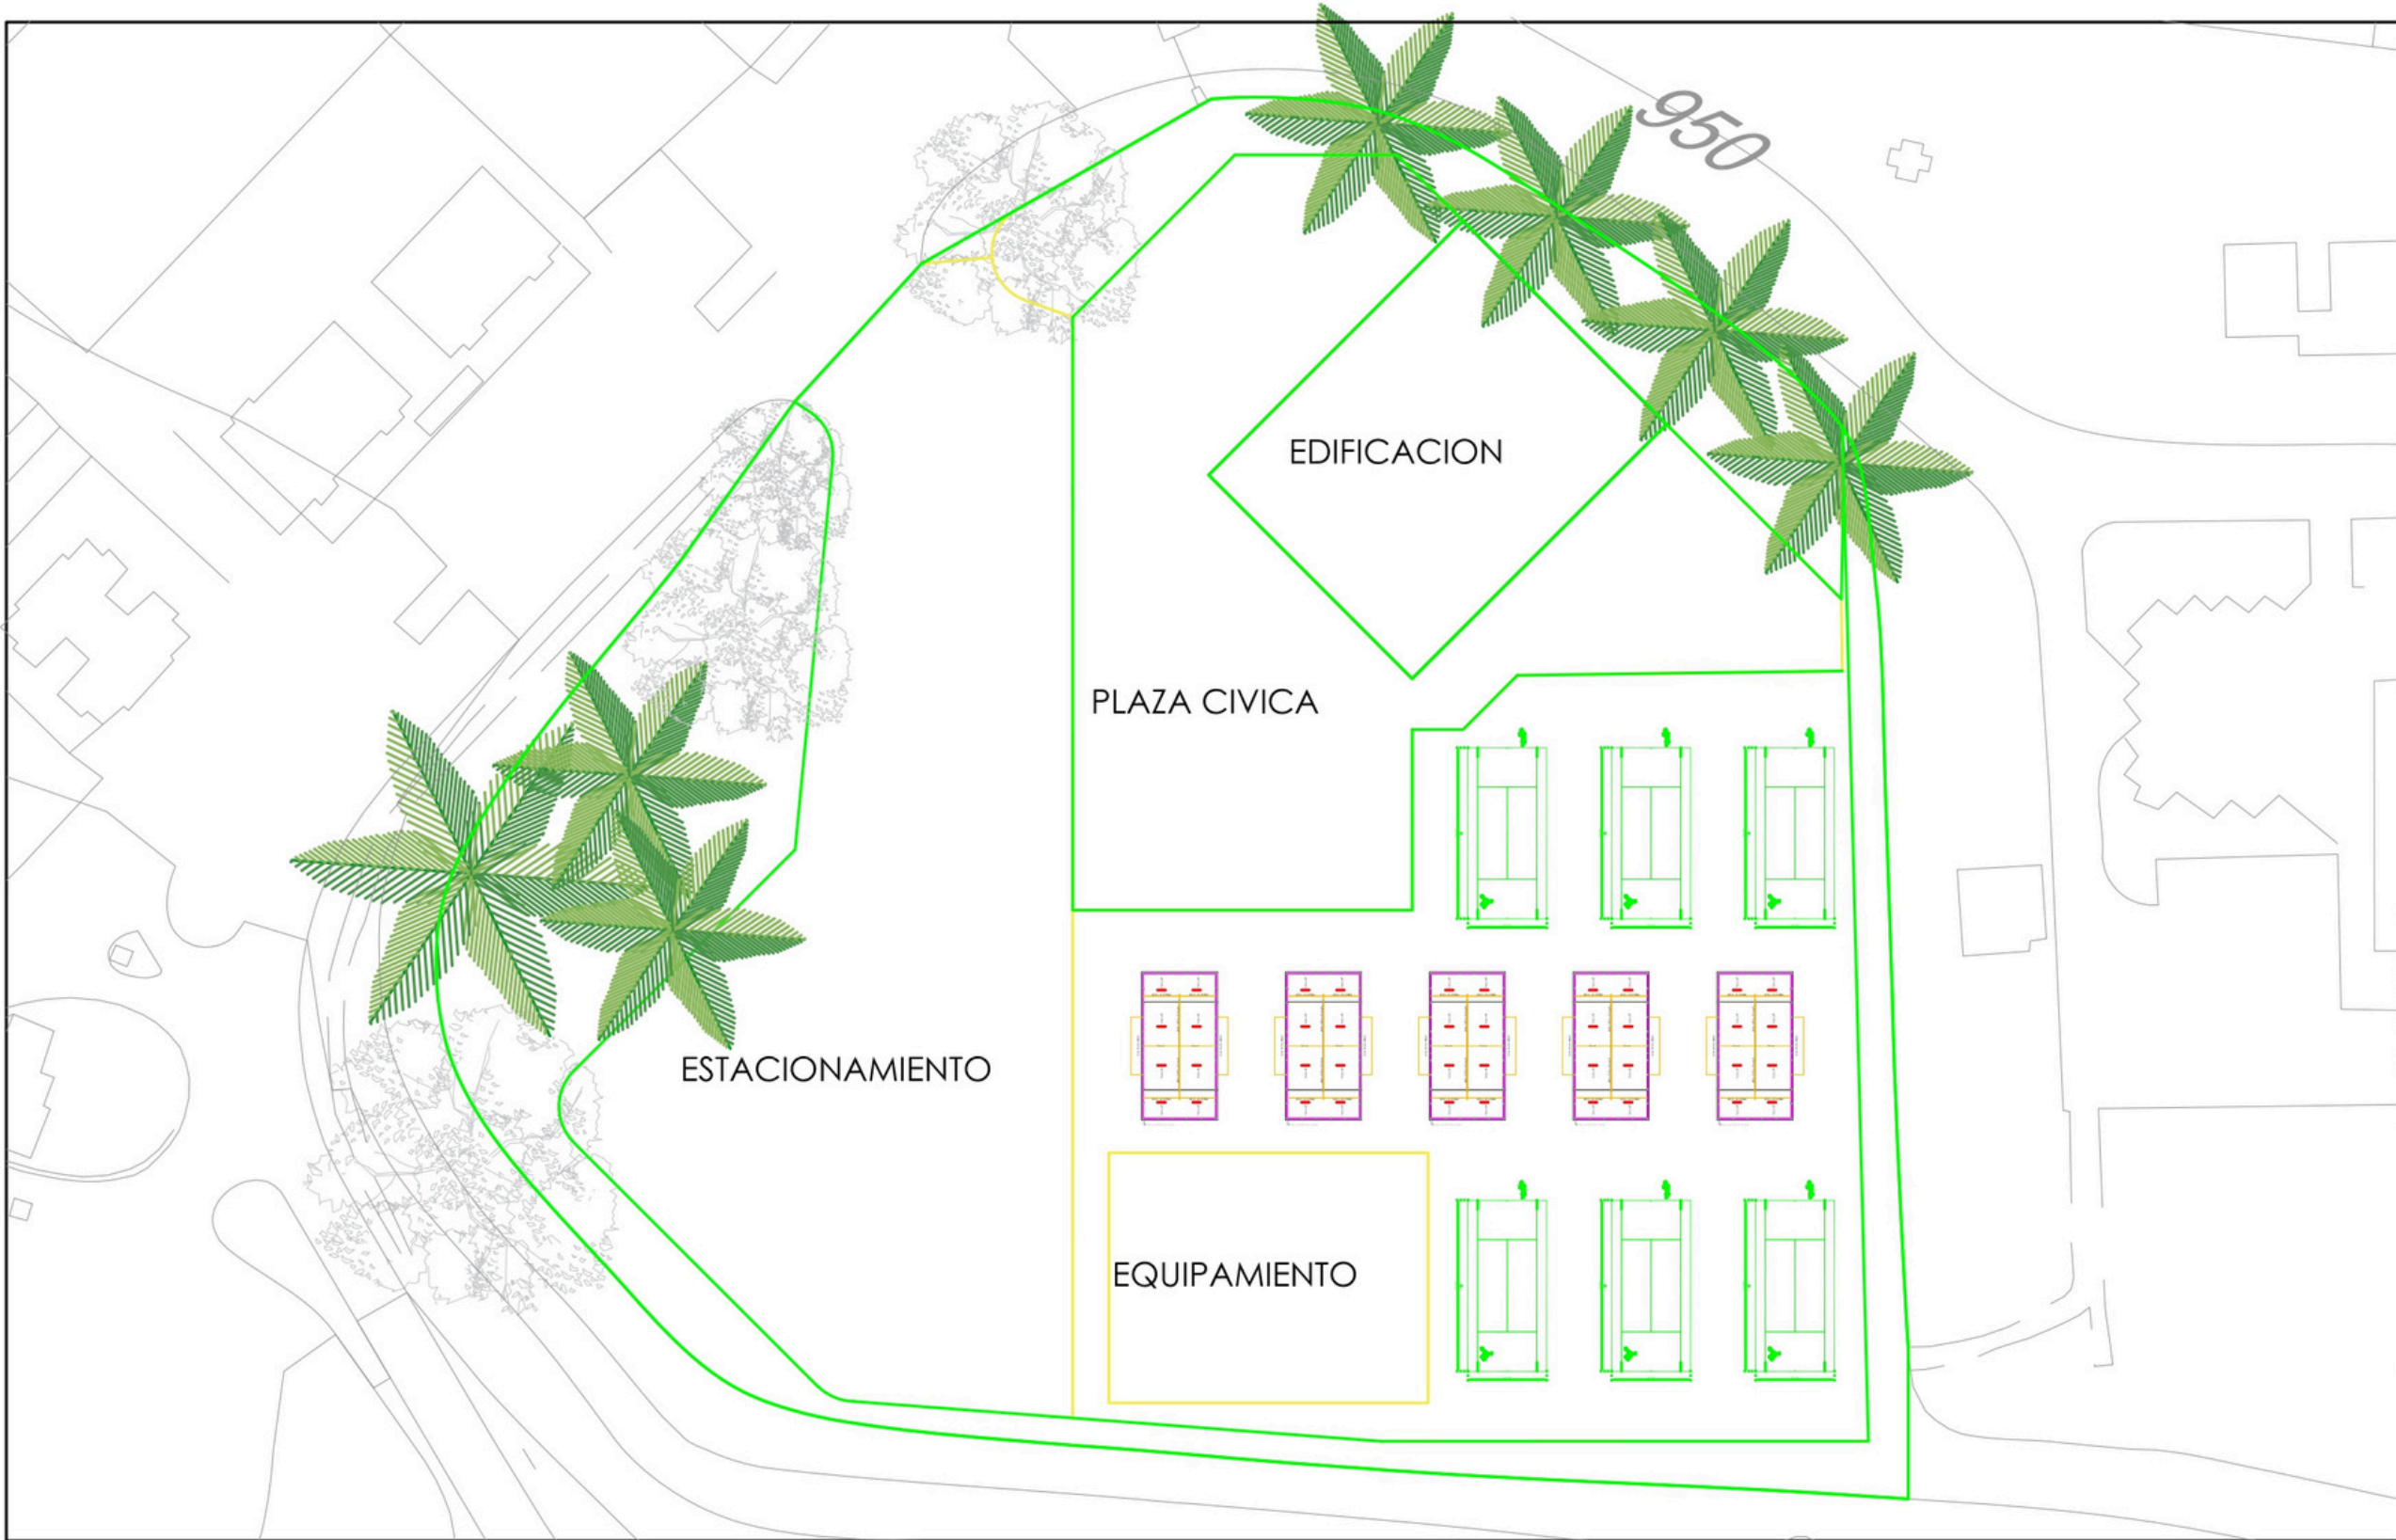 950
EDIFICACION
PLAZA CIVICA
ESTACIONAMIENTO
EQUIPAMIENTO